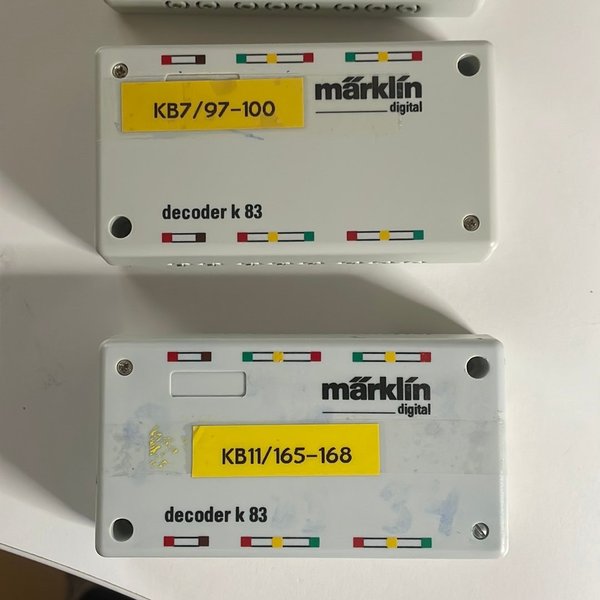 KB7/97-100
märklin
digital
decoder k 83
märklin
digital
KB11/165-168
decoder k 83